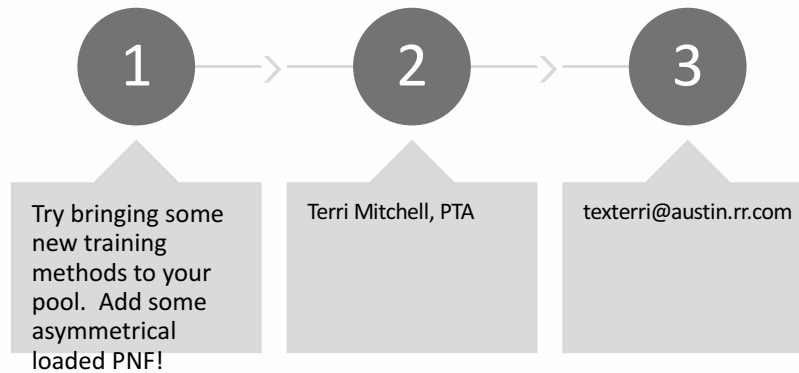 1
2
3
Try bringing some
new training
methods to your
pool.  Add some
asymmetrical
loaded PNF!
Terri Mitchell, PTA
texterri@austin.rr.com